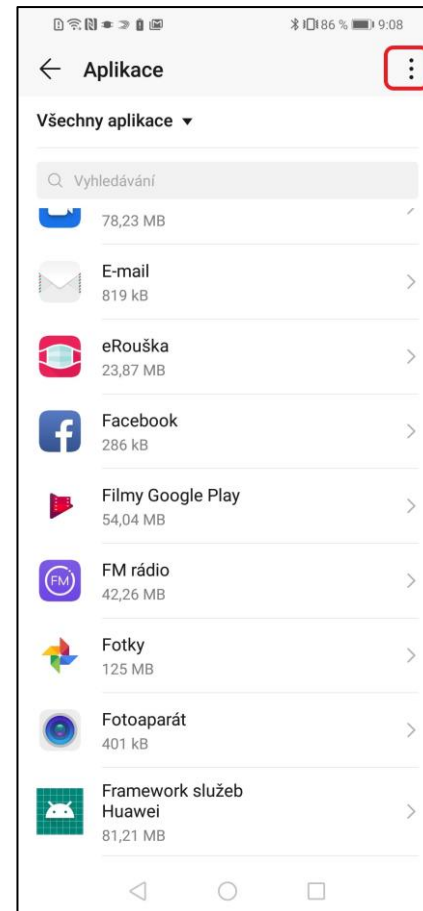 86 % 9:08
Aplikace
Všechny aplikace
Vyhledávání
78,23 MB
E-mail
819 kB
eRouška
23,87 MB
Facebook
286 kB
Filmy Google Play
54,04 MB
FM
FM rádio
42,26 MB
Fotky
125 MB
Fotoaparát
401 kB
Framework služeb
Huawei
81,21 MB